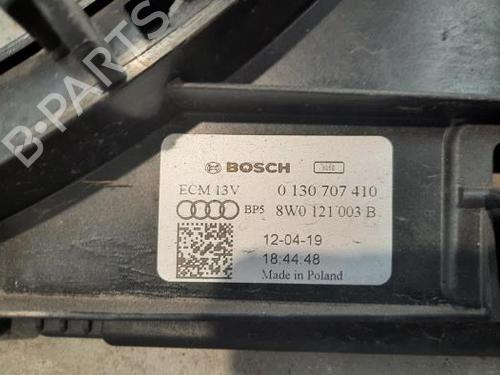 B-PARTS
BOSCH
ECM 13V 0 130 707 410
BP5 8W0 121 003 B
12-04-19
18:44:48
Made in Poland